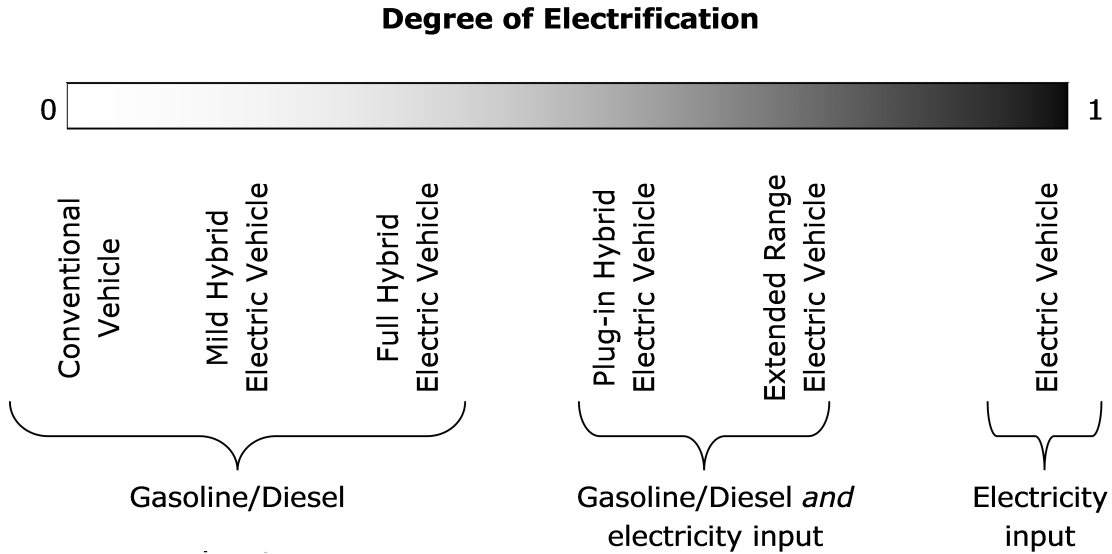 Degree of Electrification
0
1
Conventional
Vehicle
Mild Hybrid
Electric Vehicle
Full Hybrid
Electric Vehicle
Plug-in Hybrid
Electric Vehicle
Extended Range
Electric Vehicle
Electric Vehicle
Gasoline/Diesel
Gasoline/Diesel and
electricity input
Electricity
input